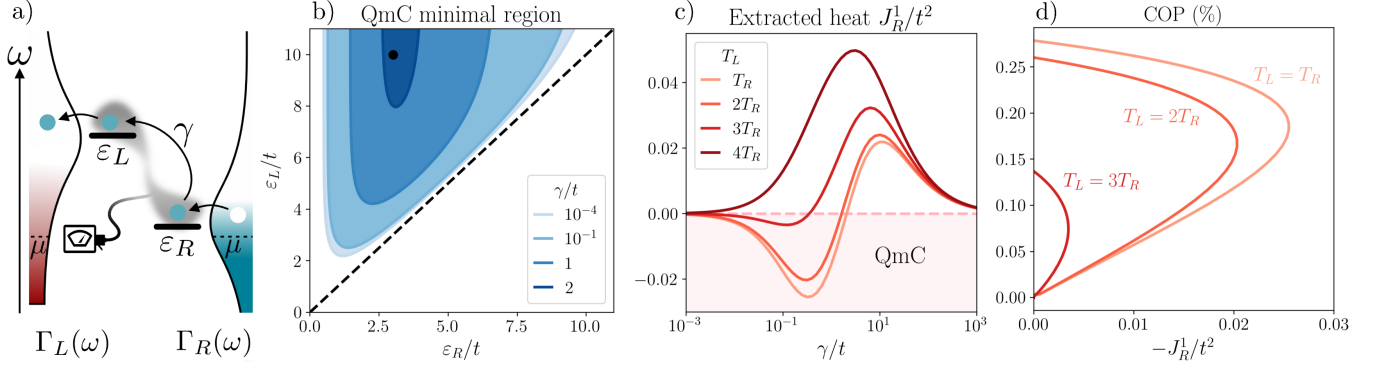 a)
ω
γ
ε_L
ε_R
μ
μ
Γ_L(ω)
Γ_R(ω)
b)
QmC minimal region
ε_L/t
10
8
6
4
2
0
γ/t
10^{-4}
10^{-1}
1
2
0.0
2.5
5.0
7.5
10.0
ε_R/t
c)
Extracted heat J_R^1/t^2
T_L
T_R
2T_R
3T_R
4T_R
0.04
0.02
0.00
−0.02
QmC
10^{-3}
10^{-1}
10^1
10^3
γ/t
d)
COP (%)
T_L = T_R
T_L = 2T_R
T_L = 3T_R
0.25
0.20
0.15
0.10
0.05
0.00
0.00
0.01
0.02
0.03
−J_R^1/t^2